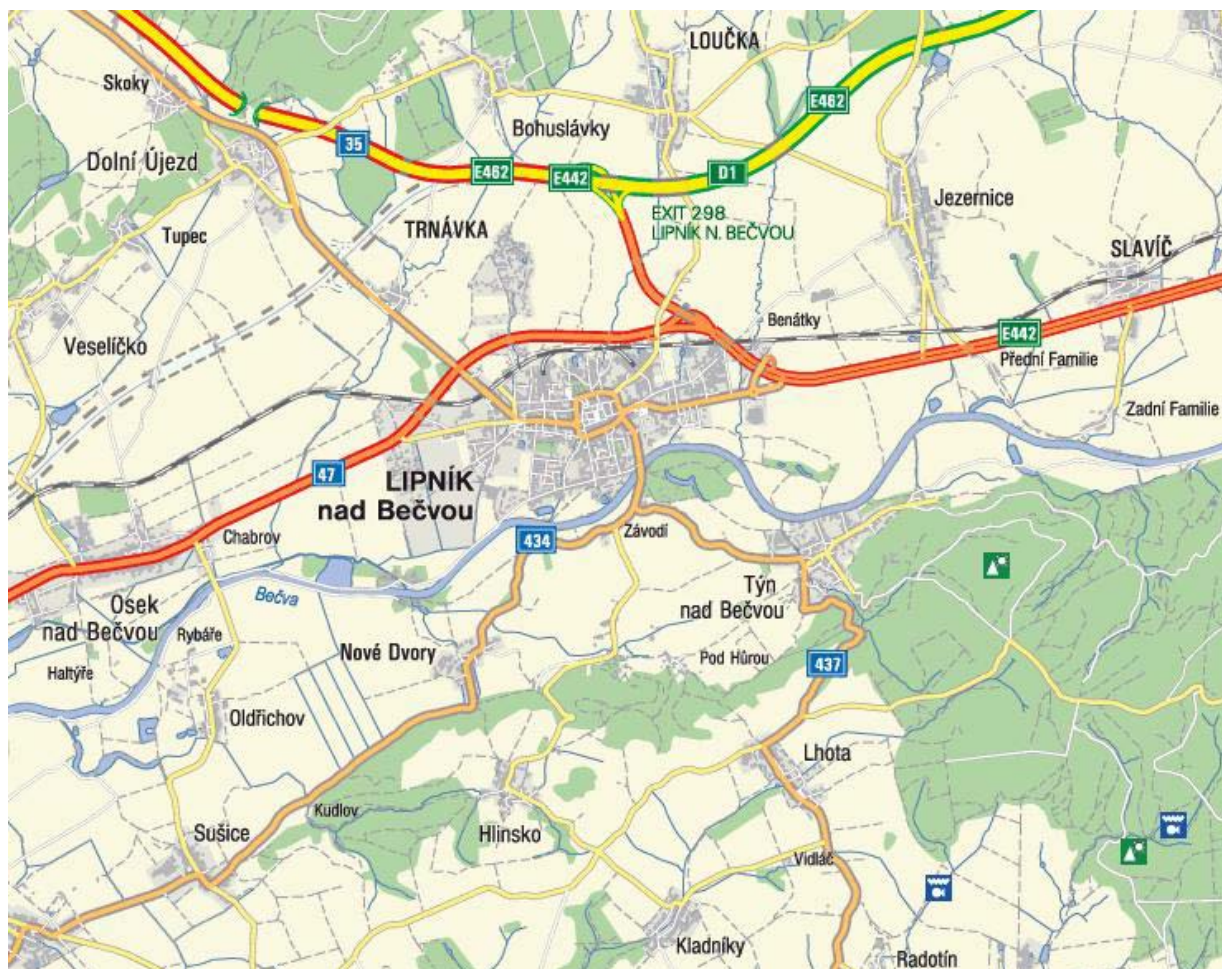 LOUČKA
Skoky
E462
Bohuslávky
35
Dolní Újezd
E462
E442
D1
Jezernice
EXIT 298
LIPNÍK N. BEČVOU
TRNÁVKA
Tupec
SLAVÍČ
Benátky
E442
Veselíčko
Přední Familie
Zadní Familie
47
LIPNÍK
nad Bečvou
Chabrov
434
Závodí
Týn
nad Bečvou
Bečva
Osek
nad Bečvou
Rybáře
Haltýře
Nové Dvory
Pod Hůrou
437
Oldřichov
Lhota
Kudlov
Sušice
Hlinsko
Vidláč
Kladníky
Radotín